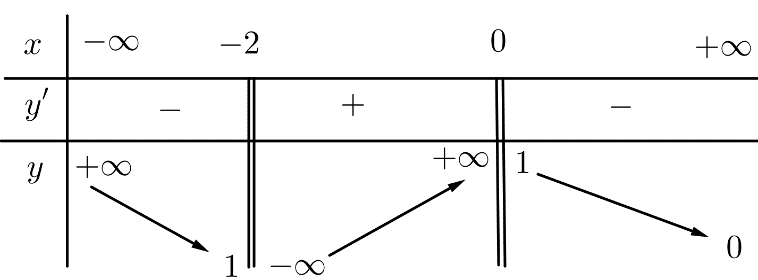 x −∞ −2 0 +∞
y′ − + −
y +∞ 1 −∞ +∞ 1 0